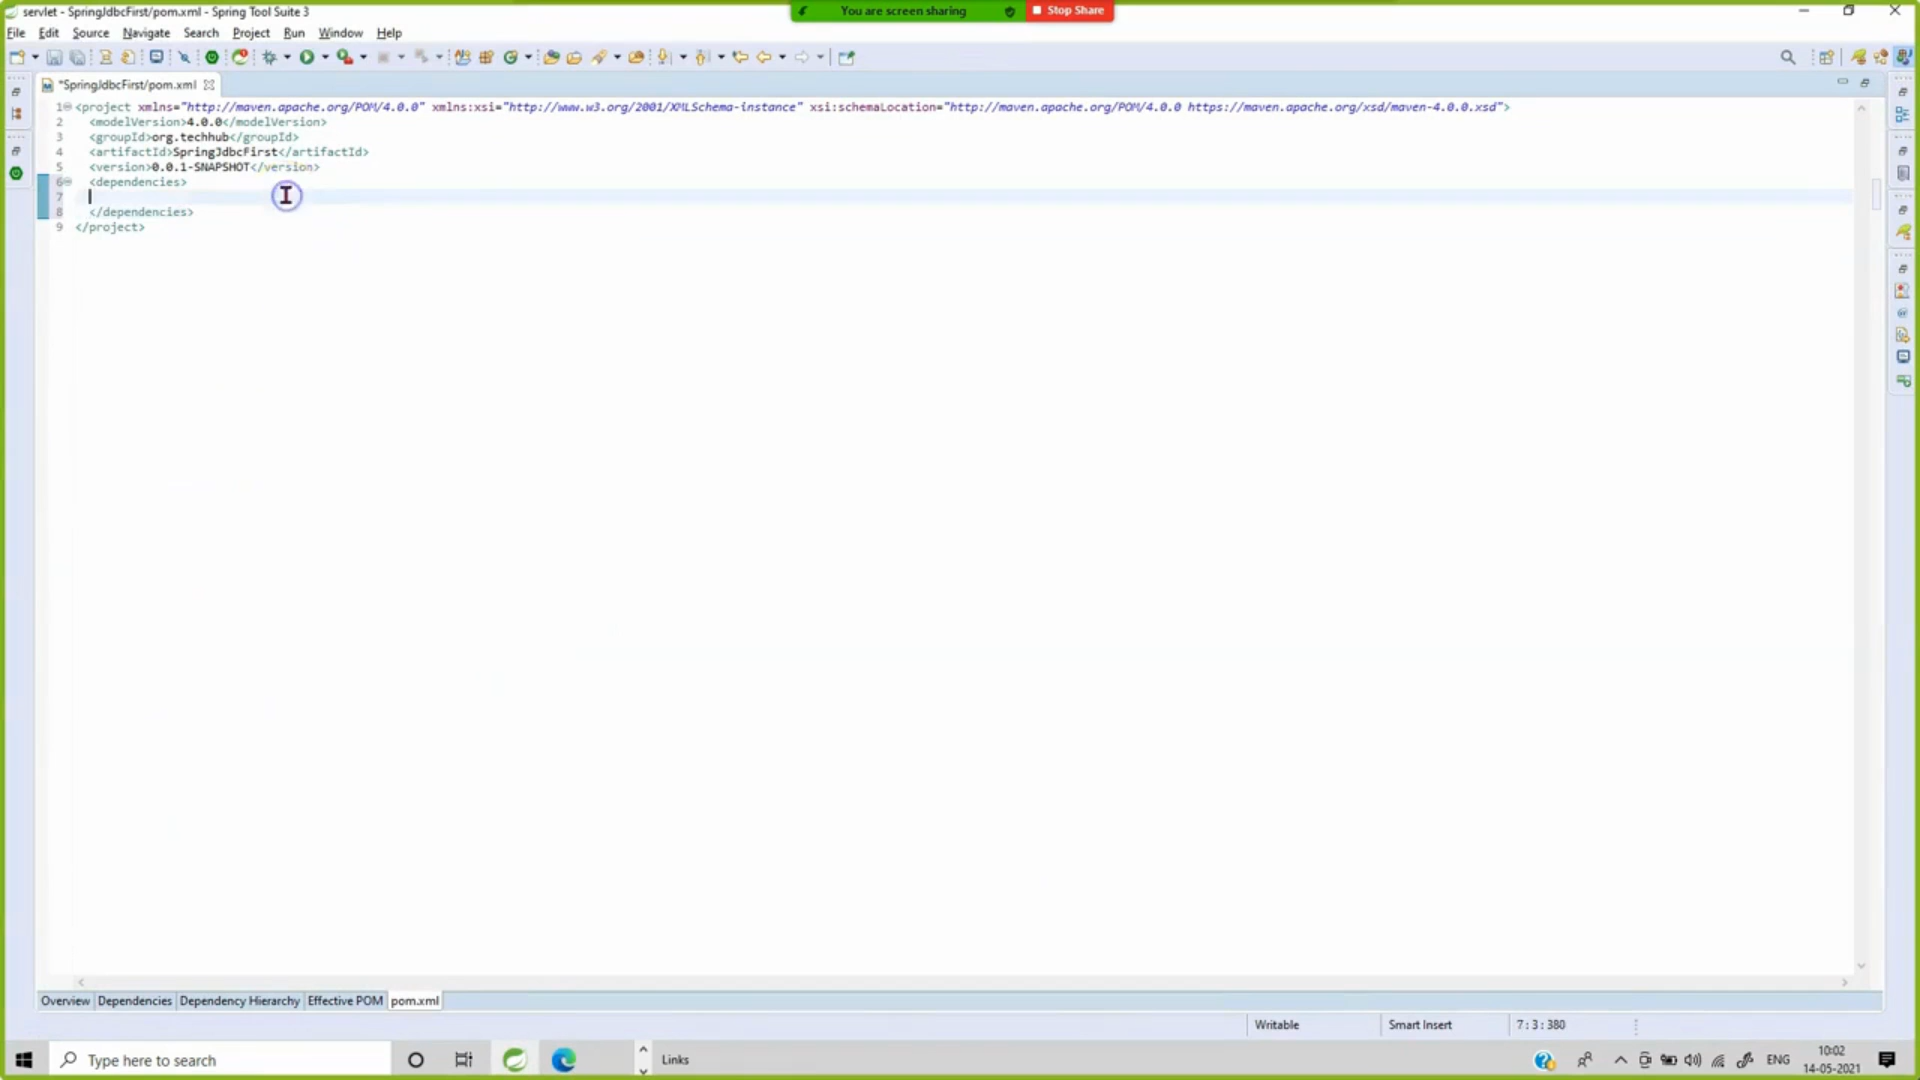 servlet - SpringJdbcFirst/pom.xml - Spring Tool Suite 3
You are screen sharing
Stop Share
File Edit Source Navigate Search Project Run Window Help
*SpringJdbcFirst/pom.xml
1 <project xmlns="http://maven.apache.org/POM/4.0.0" xmlns:xsi="http://www.w3.org/2001/XMLSchema-instance" xsi:schemaLocation="http://maven.apache.org/POM/4.0.0 https://maven.apache.org/xsd/maven-4.0.0.xsd">
2 <modelVersion>4.0.0</modelVersion>
3 <groupId>org.techhub</groupId>
4 <artifactId>SpringJdbcFirst</artifactId>
5 <version>0.0.1-SNAPSHOT</version>
6 <dependencies>
7
8 </dependencies>
9 </project>
Overview Dependencies Dependency Hierarchy Effective POM pom.xml
Writable Smart Insert 7 : 3 : 380
Type here to search
Links
ENG
10:02
14-05-2021